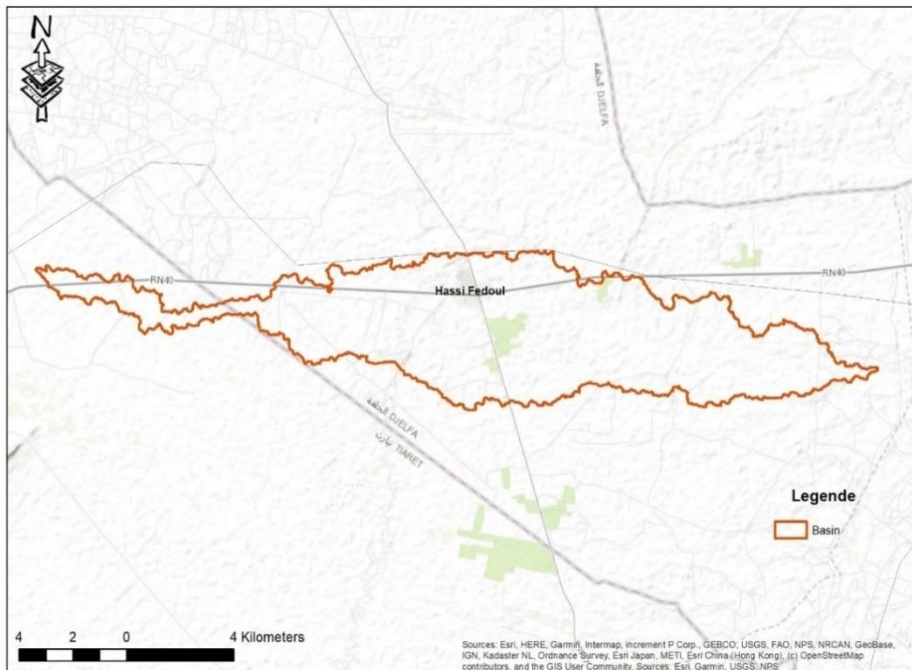 N
الجلفة DJELFA
RN40
RN40
Hassi Fedoul
الجلفة DJELFA
تيارت TIARET
Legende
Basin
4 2 0 4 Kilometers
Sources: Esri, HERE, Garmin, Intermap, increment P Corp., GEBCO, USGS, FAO, NPS, NRCAN, GeoBase,
IGN, Kadaster NL, Ordnance Survey, Esri Japan, METI, Esri China (Hong Kong), (c) OpenStreetMap
contributors, and the GIS User Community, Sources: Esri, Garmin, USGS, NPS